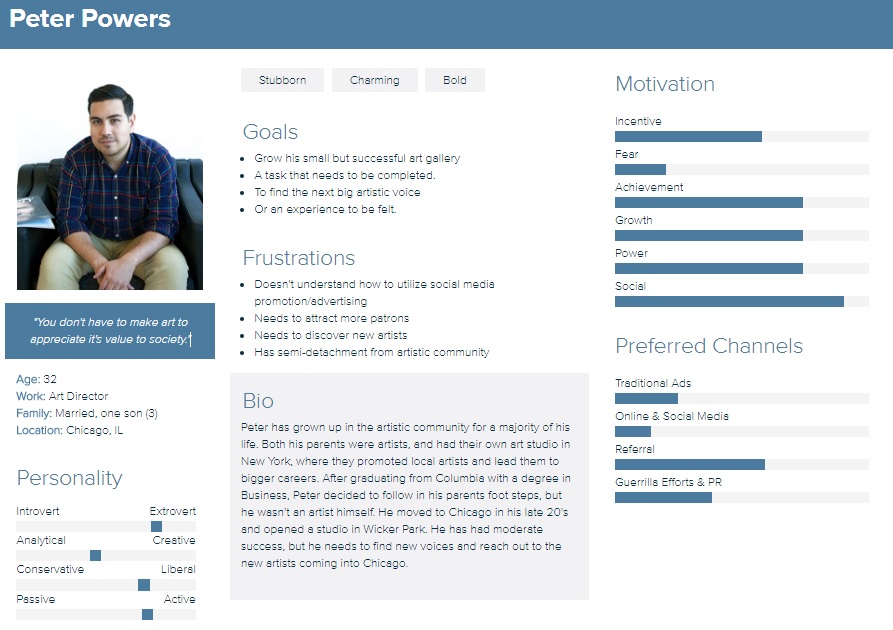 Peter Powers
"You don't have to make art to
appreciate it's value to society."
Age: 32
Work: Art Director
Family: Married, one son (3)
Location: Chicago, IL
Personality
Introvert Extrovert
Analytical Creative
Conservative Liberal
Passive Active
Stubborn Charming Bold
Goals
Grow his small but successful art gallery
A task that needs to be completed.
To find the next big artistic voice
Or an experience to be felt.
Frustrations
Doesn't understand how to utilize social media
promotion/advertising
Needs to attract more patrons
Needs to discover new artists
Has semi-detachment from artistic community
Bio
Peter has grown up in the artistic community for a majority of his
life. Both his parents were artists, and had their own art studio in
New York, where they promoted local artists and lead them to
bigger careers. After graduating from Columbia with a degree in
Business, Peter decided to follow in his parents foot steps, but
he wasn't an artist himself. He moved to Chicago in his late 20's
and opened a studio in Wicker Park. He has had moderate
success, but he needs to find new voices and reach out to the
new artists coming into Chicago.
Motivation
Incentive
Fear
Achievement
Growth
Power
Social
Preferred Channels
Traditional Ads
Online & Social Media
Referral
Guerrilla Efforts & PR